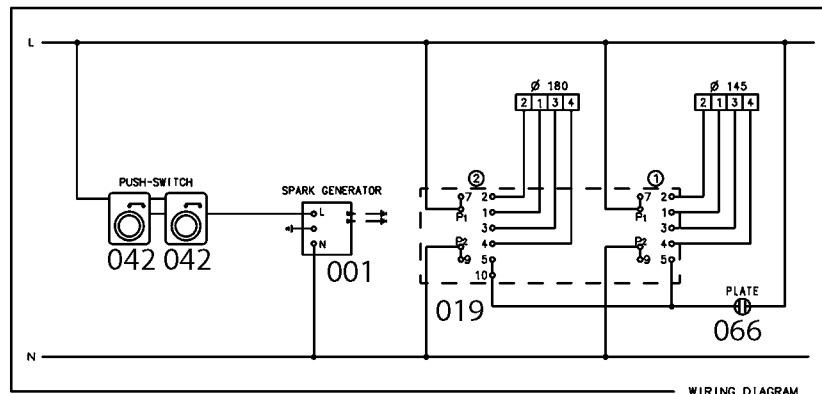 L
Ø 180
2 1 3 4
Ø 145
2 1 3 4
PUSH-SWITCH
SPARK GENERATOR
L
N
042 042
001
2
7 2
P1 1
3
P2 4
9 5
10
019
1
7 2
P1 1
3
P2 4
9 5
PLATE
066
N
WIRING DIAGRAM